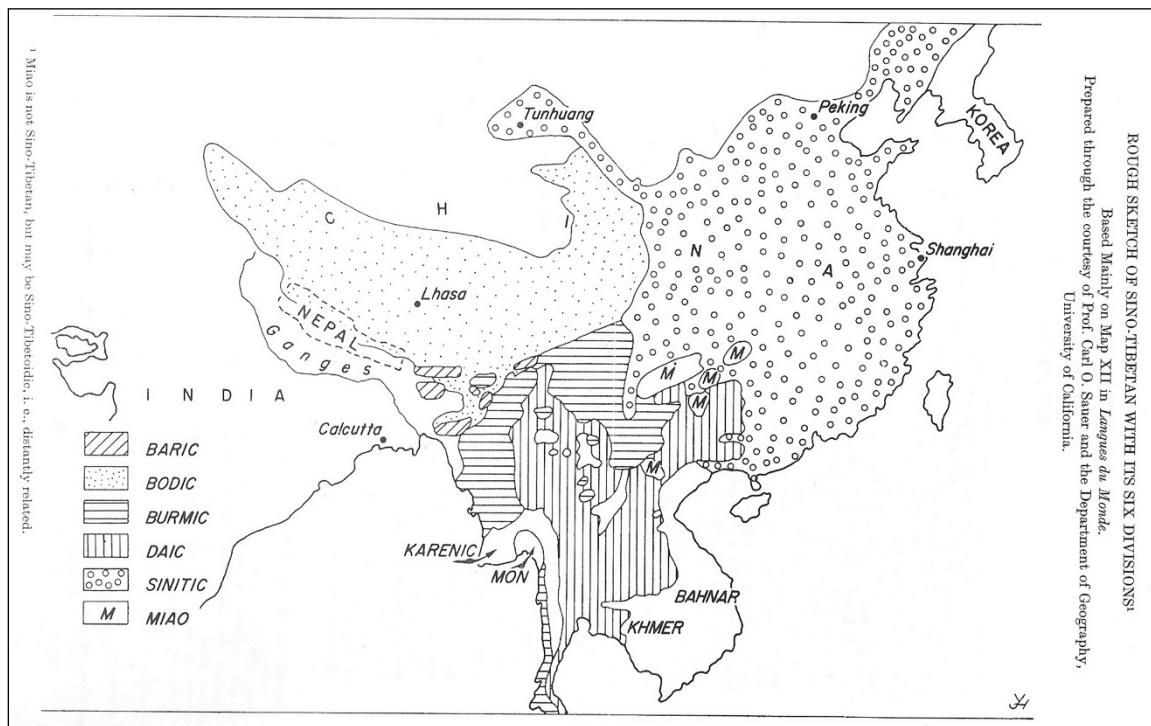 ROUGH SKETCH OF SINO-TIBETAN WITH ITS SIX DIVISIONS¹
Based Mainly on Map XII in Langues du Monde.
Prepared through the courtesy of Prof. Carl O. Sauer and the Department of Geography,
University of California.
Tunhuang
Peking
KOREA
C H I N A
Shanghai
Lhasa
NEPAL
Ganges
INDIA
Calcutta
M
M
M
M
M
BARIC
BODIC
BURMIC
DAIC
SINITIC
M MIAO
KARENIC
MON
BAHNAR
KHMER
¹ Miao is not Sino-Tibetan, but may be Sino-Tibetoidic, i.e., distantly related.